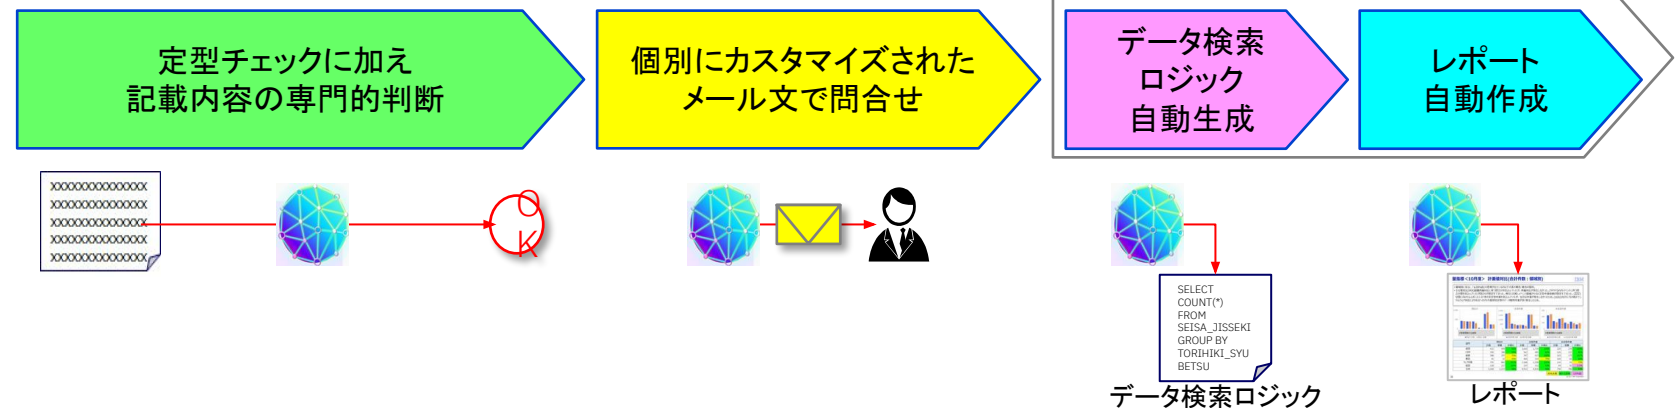 定型チェックに加え
記載内容の専門的判断
個別にカスタマイズされた
メール文で問合せ
データ検索
ロジック
自動生成
レポート
自動作成
XXXXXXXXXXXXXX
XXXXXXXXXXXXXX
XXXXXXXXXXXXXX
XXXXXXXXXXXXXX
XXXXXXXXXXXXXX
O
K
SELECT
COUNT(*)
FROM
SEISA_JISSEKI
GROUP BY
TORIHIKI_SYU
BETSU
データ検索ロジック
レポート